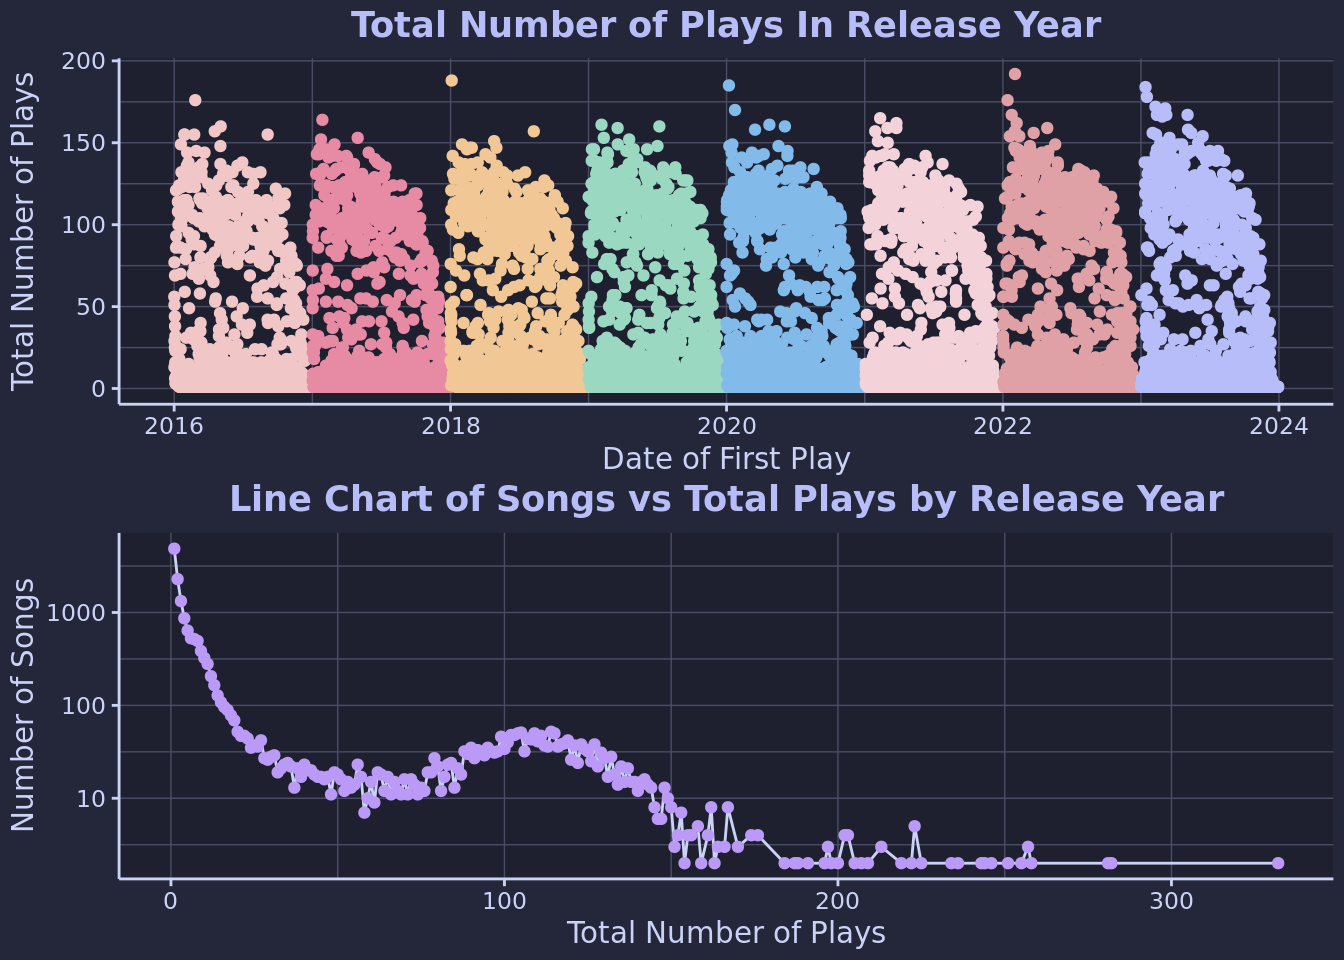 Total Number of Plays In Release Year
Total Number of Plays
200
150
100
50
0
2016
2018
2020
2022
2024
Date of First Play
Line Chart of Songs vs Total Plays by Release Year
Number of Songs
1000
100
10
0
100
200
300
Total Number of Plays